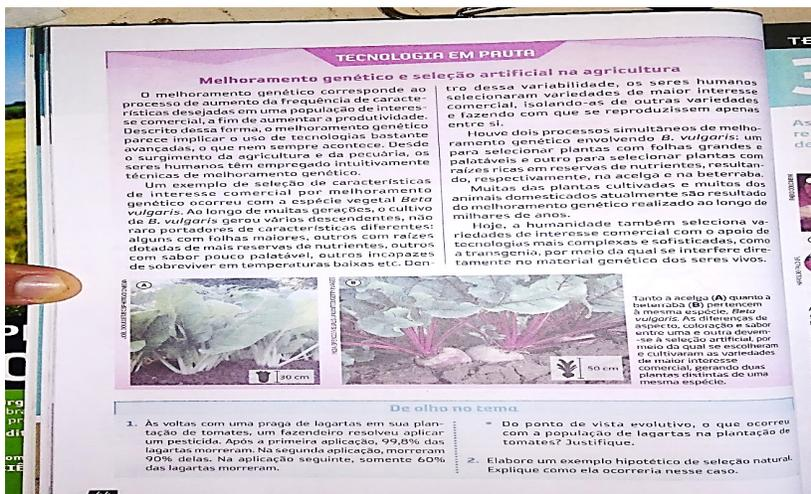 TECNOLOGIA EM PAUTA
Melhoramento genético e seleção artificial na agricultura
O melhoramento genético corresponde ao
processo de aumento da frequência de caracte-
rísticas desejadas em uma população de interes-
se comercial, a fim de aumentar a produtividade.
Descrito dessa forma, o melhoramento genético
parece implicar o uso de tecnologias bastante
avançadas, o que nem sempre acontece. Desde
o surgimento da agricultura e da pecuária, os
seres humanos têm empregado intuitivamente
técnicas de melhoramento genético.
Um exemplo de seleção de características
de interesse comercial por melhoramento
genético ocorreu com a espécie vegetal Beta
vulgaris. Ao longo de muitas gerações, o cultivo
de B. vulgaris gerou vários descendentes, não
raro portadores de características diferentes:
alguns com folhas maiores, outros com raízes
dotadas de mais reservas de nutrientes, outros
com sabor pouco palatável, outros incapazes
de sobreviver em temperaturas baixas etc. Den-
tro dessa variabilidade, os seres humanos
selecionaram variedades de maior interesse
comercial, isolando-as de outras variedades
e fazendo com que se reproduzissem apenas
entre si.
Houve dois processos simultâneos de melho-
ramento genético envolvendo B. vulgaris: um
para selecionar plantas com folhas grandes e
palatáveis e outro para selecionar plantas com
raízes ricas em reservas de nutrientes, resultan-
do, respectivamente, na acelga e na beterraba.
Muitas das plantas cultivadas e muitos dos
animais domesticados atualmente são resultado
do melhoramento genético realizado ao longo de
milhares de anos.
Hoje, a humanidade também seleciona va-
riedades de interesse comercial com o apoio de
tecnologias mais complexas e sofisticadas, como
a transgenia, por meio da qual se interfere dire-
tamente no material genético dos seres vivos.
A
30 cm
B
50 cm
Tanto a acelga (A) quanto a
beterraba (B) pertencem
à mesma espécie, Beta
vulgaris. As diferenças de
aspecto, coloração e sabor
entre uma e outra devem-
-se à seleção artificial, por
meio da qual se escolheram
e cultivaram as variedades
de maior interesse
comercial, gerando duas
plantas distintas de uma
mesma espécie.
De olho no tema
1. Às voltas com uma praga de lagartas em sua plan-
tação de tomates, um fazendeiro resolveu aplicar
um pesticida. Após a primeira aplicação, 99,8% das
lagartas morreram. Na segunda aplicação, morreram
90% delas. Na aplicação seguinte, somente 60%
das lagartas morreram.
• Do ponto de vista evolutivo, o que ocorreu
com a população de lagartas na plantação de
tomates? Justifique.
2. Elabore um exemplo hipotético de seleção natural.
Explique como ela ocorreria nesse caso.